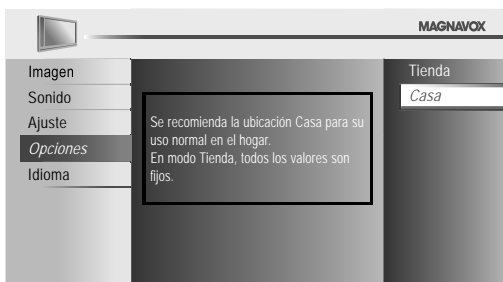 MAGNAVOX
Imagen
Sonido
Ajuste
Opciones
Idioma
Se recomienda la ubicación Casa para su
uso normal en el hogar.
En modo Tienda, todos los valores son
fijos.
Tienda
Casa